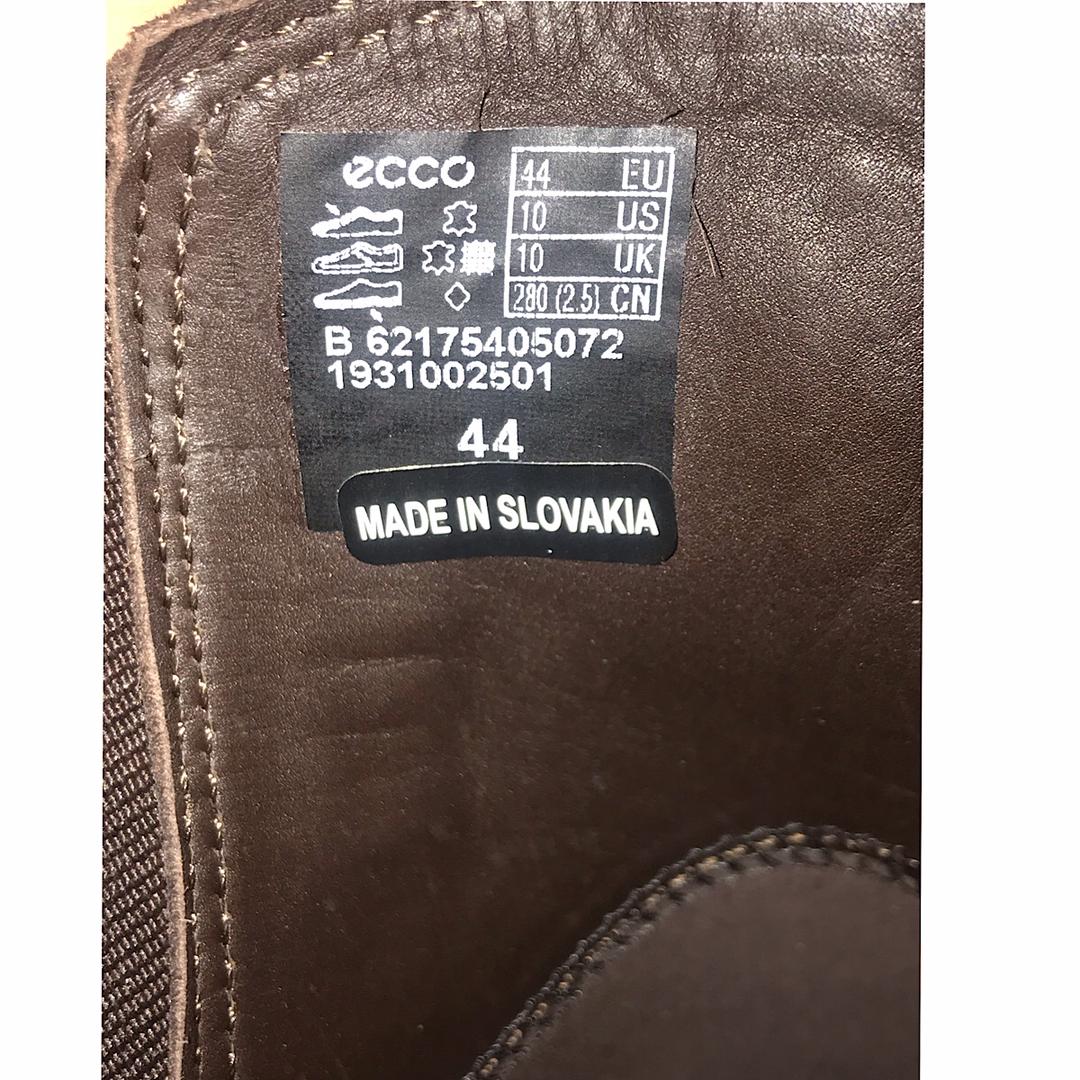 ecco
44 EU
10 US
10 UK
280 (2.5) CN
B 62175405072
1931002501
44
MADE IN SLOVAKIA